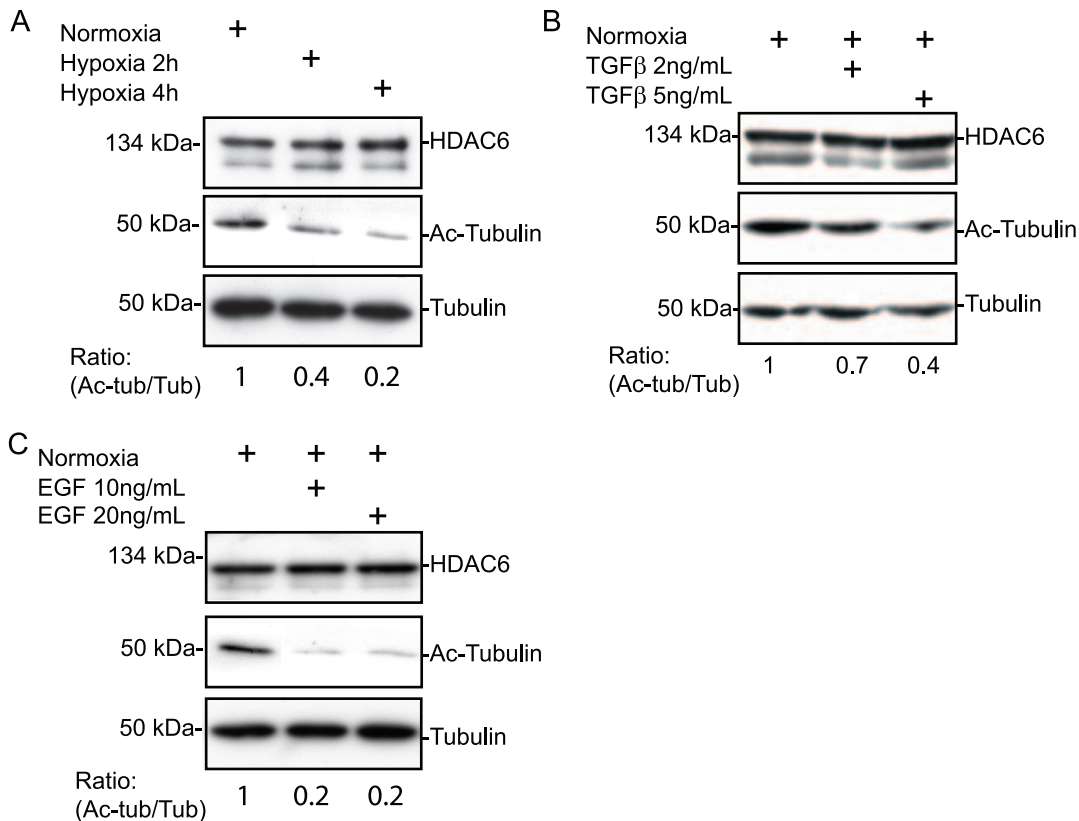 A
Normoxia + 
Hypoxia 2h +
Hypoxia 4h +
134 kDa- -HDAC6
50 kDa- -Ac-Tubulin
50 kDa- -Tubulin
Ratio:
(Ac-tub/Tub) 1 0.4 0.2
B
Normoxia + + +
TGFβ 2ng/mL +
TGFβ 5ng/mL +
134 kDa- -HDAC6
50 kDa- -Ac-Tubulin
50 kDa- -Tubulin
Ratio:
(Ac-tub/Tub) 1 0.7 0.4
C
Normoxia + + +
EGF 10ng/mL +
EGF 20ng/mL +
134 kDa- -HDAC6
50 kDa- -Ac-Tubulin
50 kDa- -Tubulin
Ratio:
(Ac-tub/Tub) 1 0.2 0.2